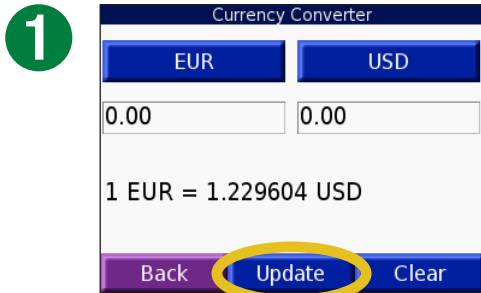 1
Currency Converter
EUR USD
0.00 0.00
1 EUR = 1.229604 USD
Back Update Clear